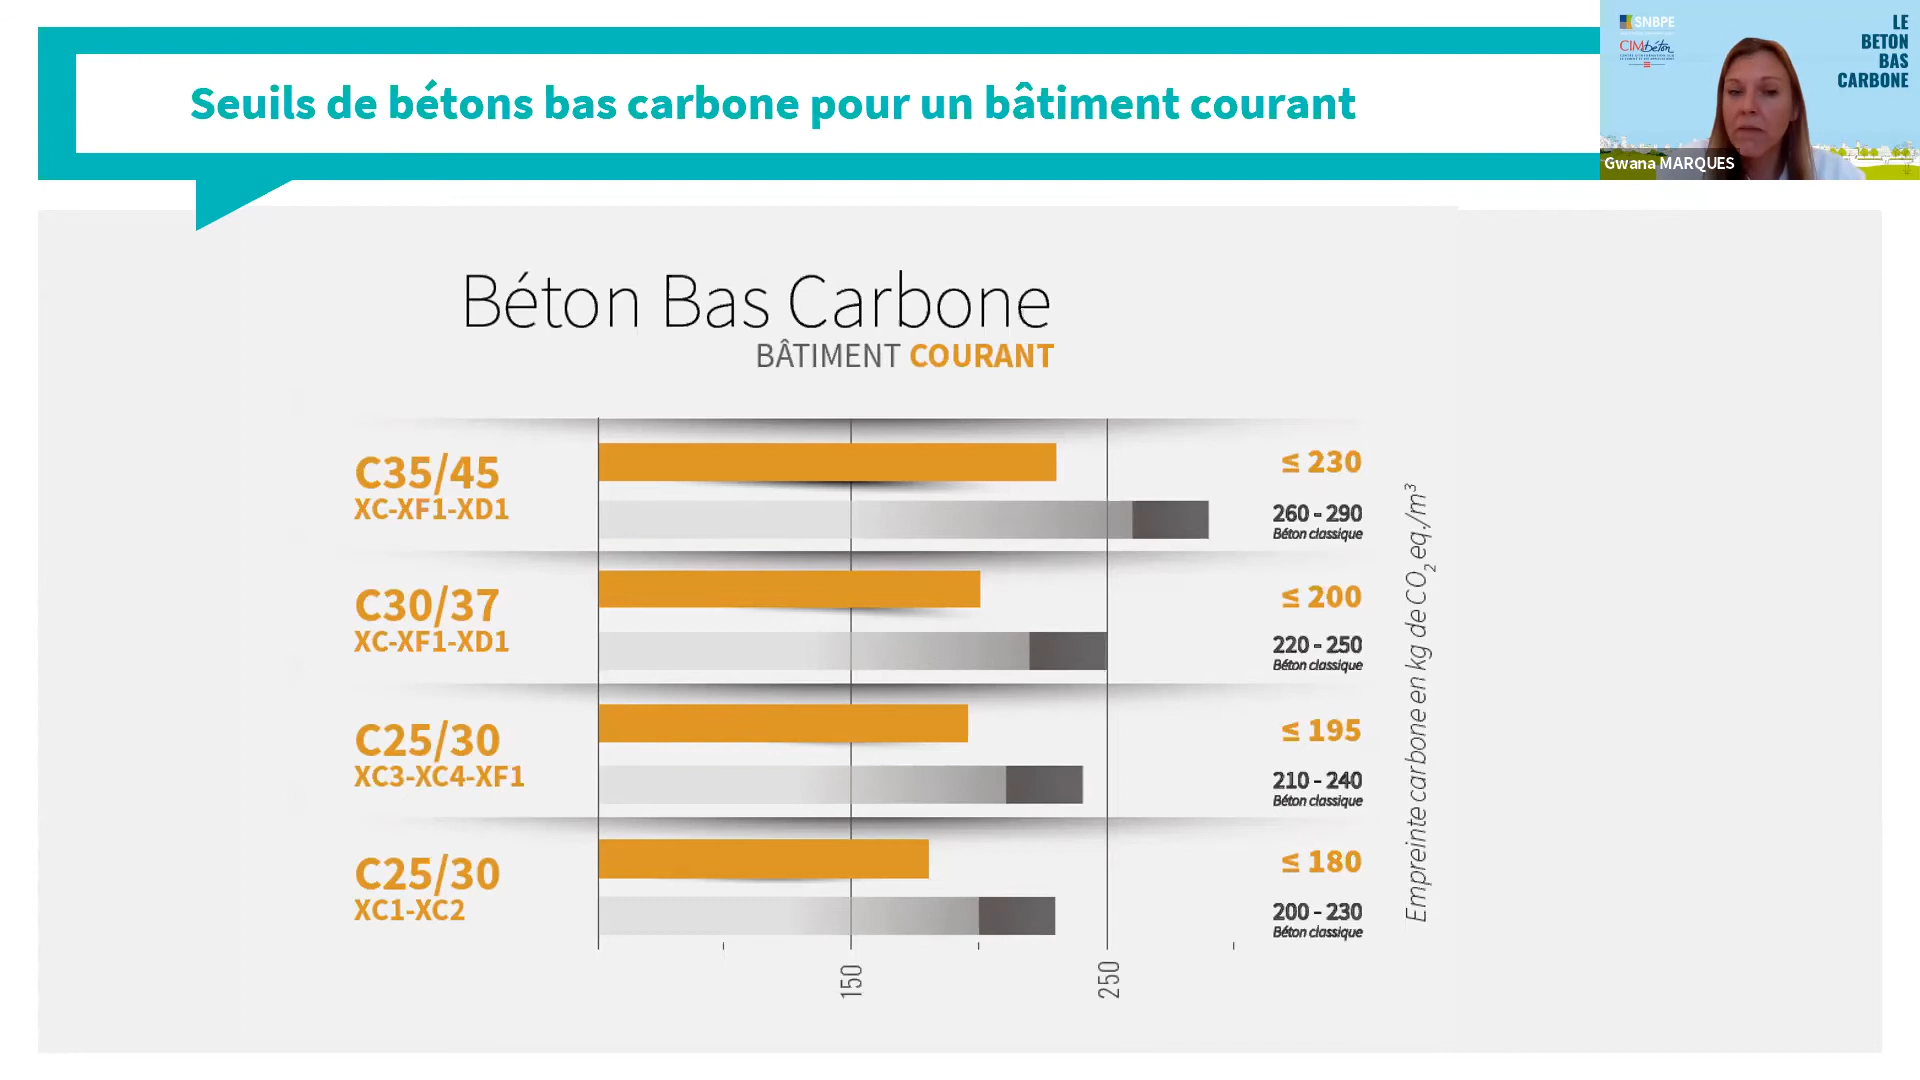 Seuils de bétons bas carbone pour un bâtiment courant
SNBPE
CIMbéton
LE
BETON
BAS
CARBONE
Gwana MARQUES
Béton Bas Carbone
BÂTIMENT COURANT
C35/45
XC-XF1-XD1
≤ 230
260 - 290
Béton classique
C30/37
XC-XF1-XD1
≤ 200
220 - 250
Béton classique
C25/30
XC3-XC4-XF1
≤ 195
210 - 240
Béton classique
C25/30
XC1-XC2
≤ 180
200 - 230
Béton classique
150
250
Empreinte carbone en kg de CO₂ eq./m³